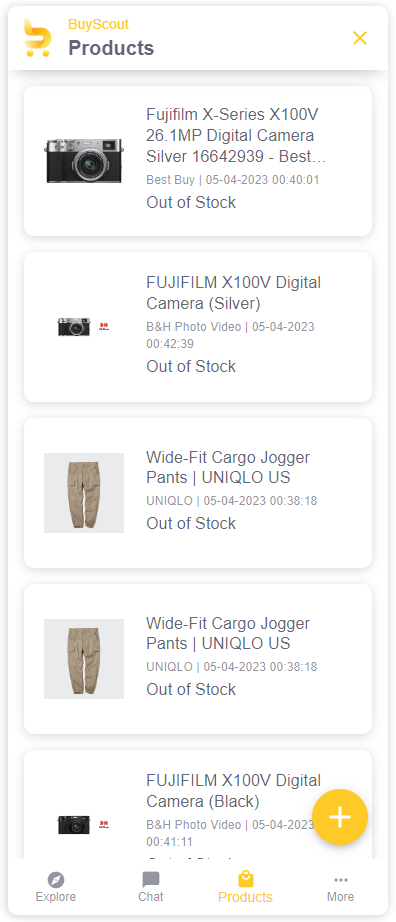 BuyScout
Products
Fujifilm X-Series X100V
26.1MP Digital Camera
Silver 16642939 - Best...
Best Buy | 05-04-2023 00:40:01
Out of Stock
FUJIFILM X100V Digital
Camera (Silver)
B&H Photo Video | 05-04-2023
00:42:39
Out of Stock
Wide-Fit Cargo Jogger
Pants | UNIQLO US
UNIQLO | 05-04-2023 00:38:18
Out of Stock
Wide-Fit Cargo Jogger
Pants | UNIQLO US
UNIQLO | 05-04-2023 00:38:18
Out of Stock
FUJIFILM X100V Digital
Camera (Black)
B&H Photo Video | 05-04-2023
00:41:11
Explore
Chat
Products
More